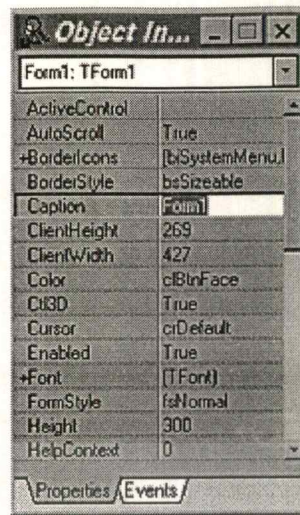 Object In...
Form1: TForm1
ActiveControl
AutoScroll True
+BorderIcons [biSystemMenu,
BorderStyle bsSizeable
Caption Form1
ClientHeight 269
ClientWidth 427
Color clBtnFace
Ctl3D True
Cursor crDefault
Enabled True
+Font (TFont)
FormStyle fsNormal
Height 300
HelpContext 0
Properties Events